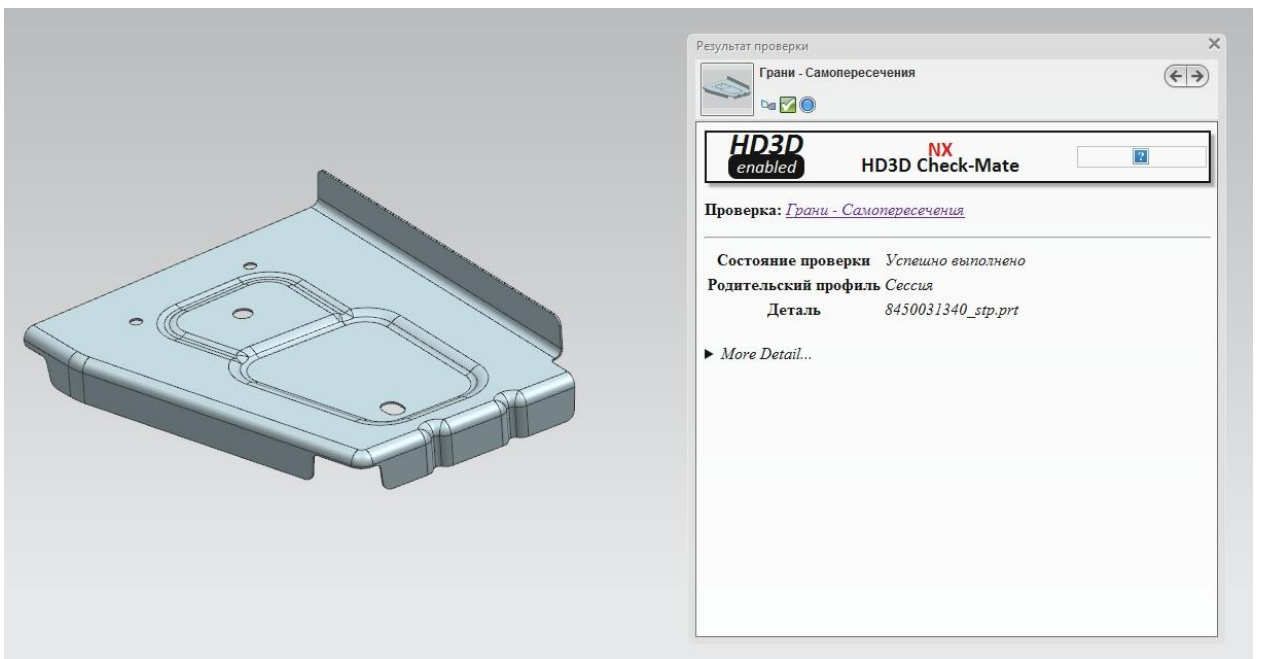 Результат проверки
Грани - Самопересечения
HD3D
enabled
NX
HD3D Check-Mate
Проверка: Грани - Самопересечения
Состояние проверки Успешно выполнено
Родительский профиль Сессия
Деталь 8450031340_stp.prt
More Detail...